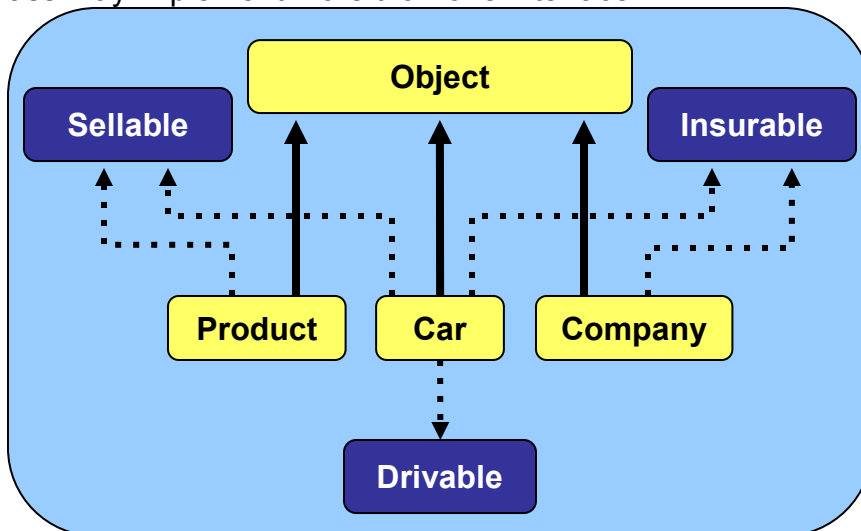 Object
Sellable
Insurable
Product
Car
Company
Drivable